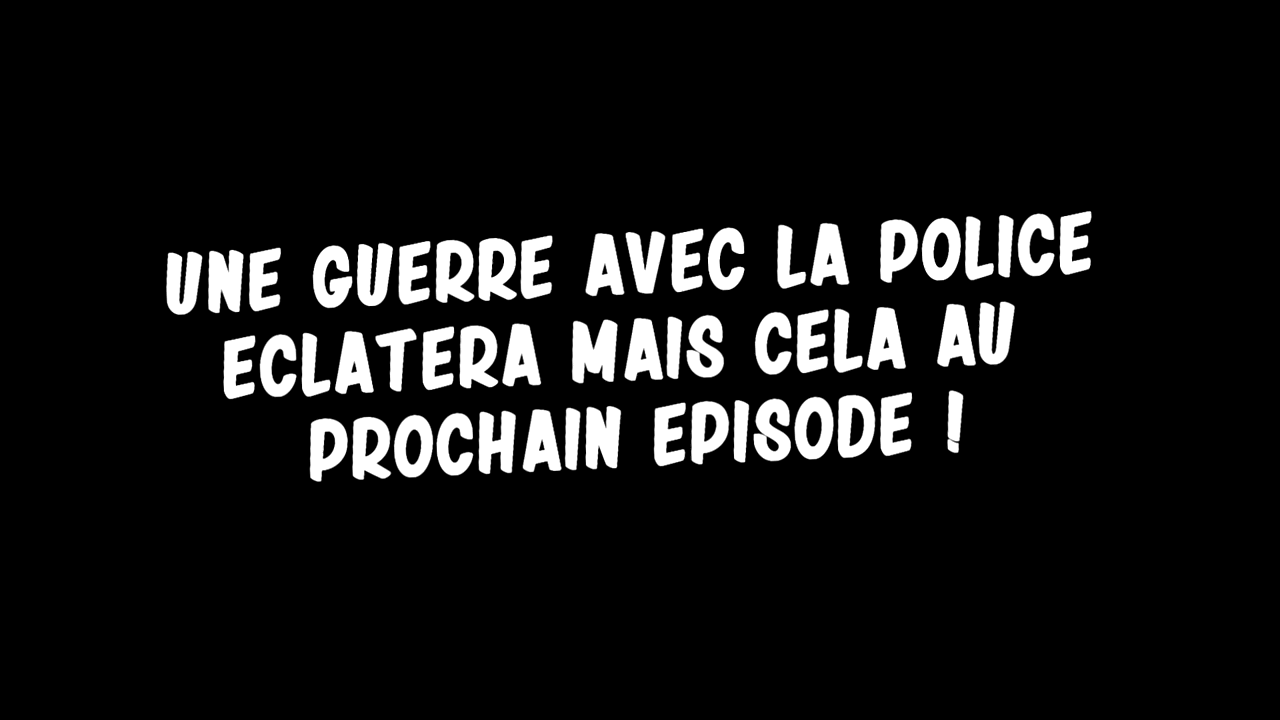 UNE GUERRE AVEC LA POLICE
ECLATERA MAIS CELA AU
PROCHAIN EPISODE !